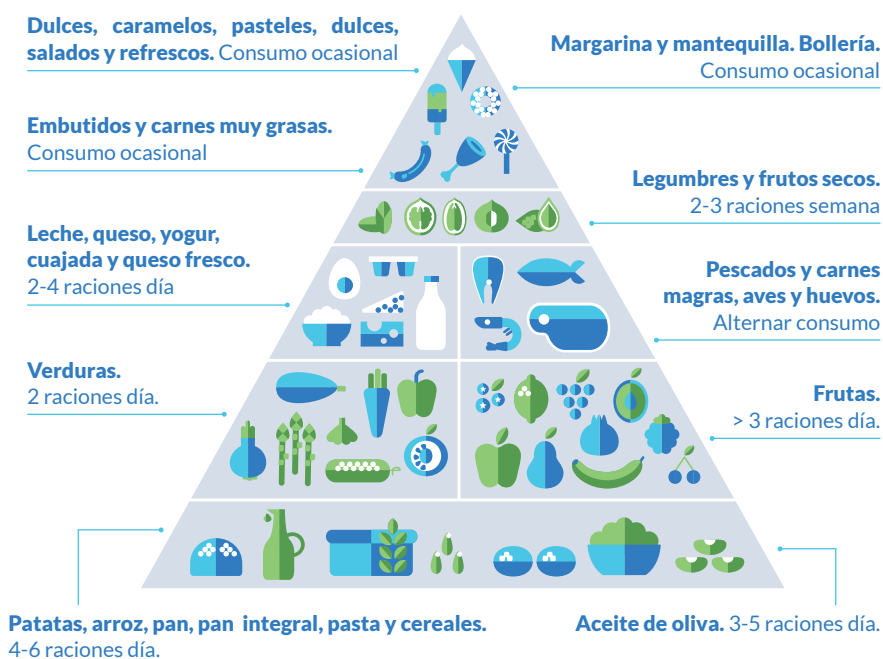 Dulces, caramelos, pasteles, dulces,
salados y refrescos. Consumo ocasional
Margarina y mantequilla. Bollería.
Consumo ocasional
Embutidos y carnes muy grasas.
Consumo ocasional
Legumbres y frutos secos.
2-3 raciones semana
Leche, queso, yogur,
cuajada y queso fresco.
2-4 raciones día
Pescados y carnes
magras, aves y huevos.
Alternar consumo
Verduras.
2 raciones día.
Frutas.
> 3 raciones día.
Patatas, arroz, pan, pan integral, pasta y cereales.
4-6 raciones día.
Aceite de oliva. 3-5 raciones día.